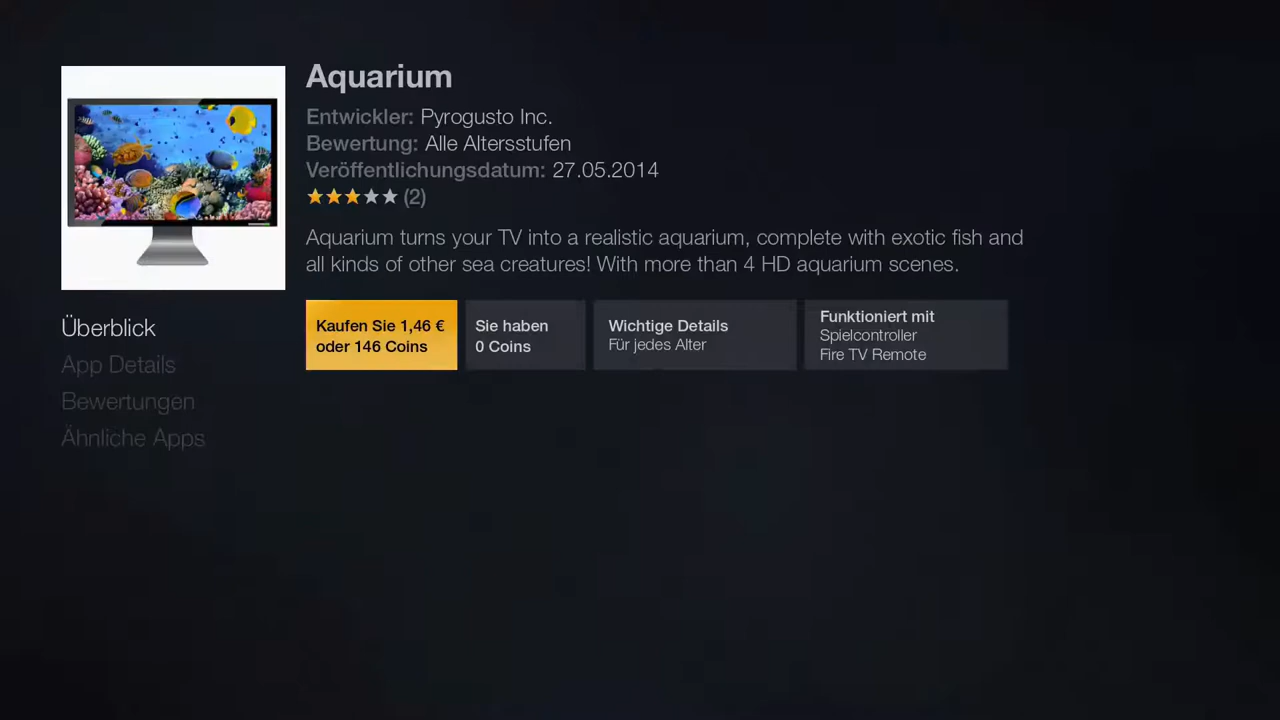 Aquarium
Entwickler: Pyrogusto Inc.
Bewertung: Alle Altersstufen
Veröffentlichungsdatum: 27.05.2014
(2)
Aquarium turns your TV into a realistic aquarium, complete with exotic fish and
all kinds of other sea creatures! With more than 4 HD aquarium scenes.
Kaufen Sie 1,46 €
oder 146 Coins
Sie haben
0 Coins
Wichtige Details
Für jedes Alter
Funktioniert mit
Spielcontroller
Fire TV Remote
Überblick
App Details
Bewertungen
Ähnliche Apps